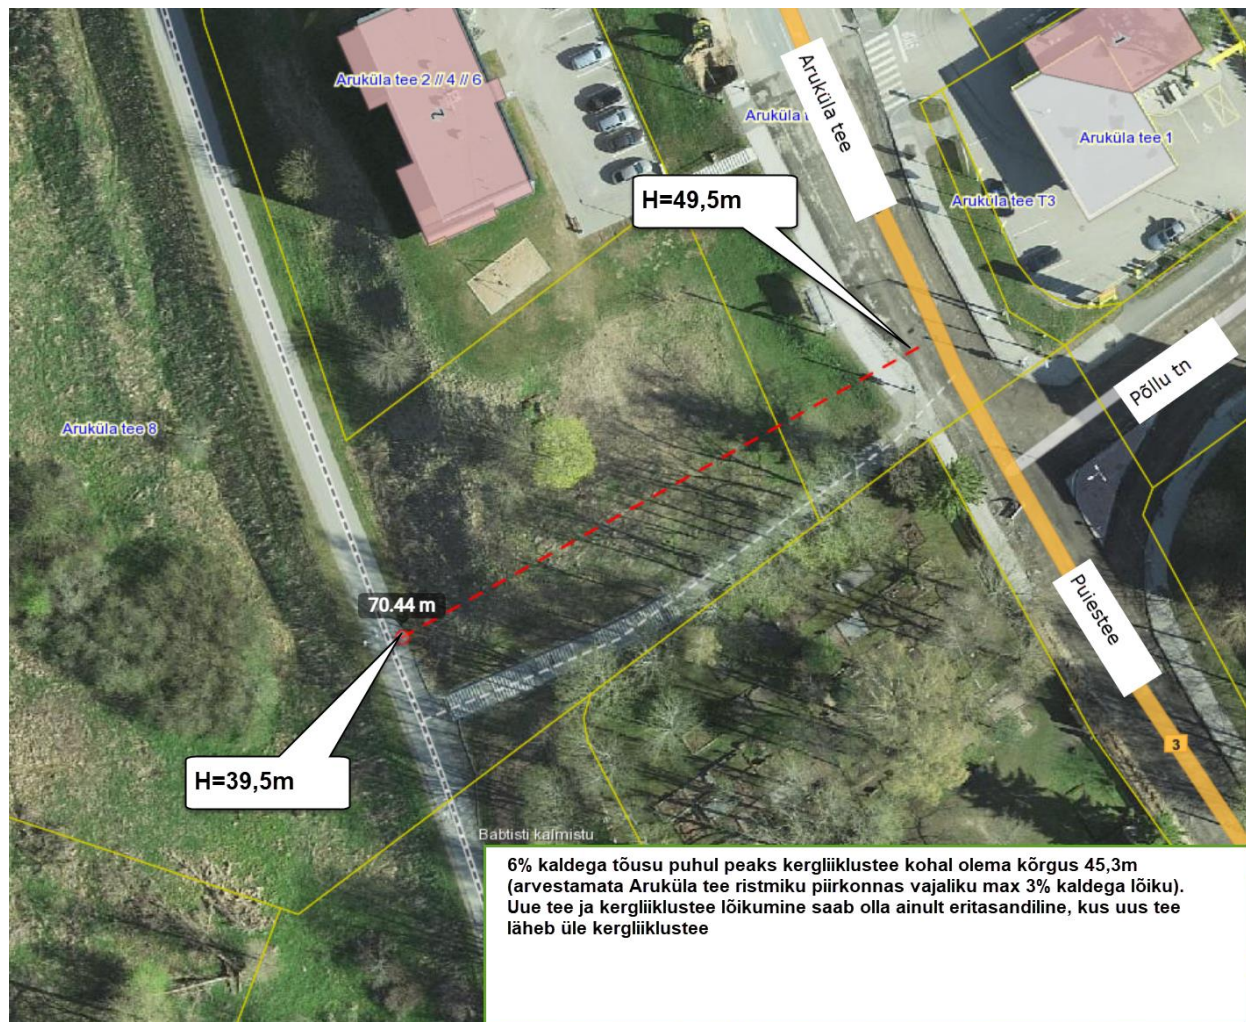 Aruküla tee 2 // 4 // 6
2
Aruküla t
Aruküla tee
1
Aruküla tee 1
H=49,5m
Aruküla tee T3
Põllu tn
Aruküla tee 8
70.44 m
Puiestee
3
H=39,5m
Babtisti kalmistu
6% kaldega tõusu puhul peaks kergliiklustee kohal olema kõrgus 45,3m
(arvestamata Aruküla tee ristmiku piirkonnas vajaliku max 3% kaldega lõiku).
Uue tee ja kergliiklustee lõikumine saab olla ainult eritasandiline, kus uus tee
läheb üle kergliiklustee